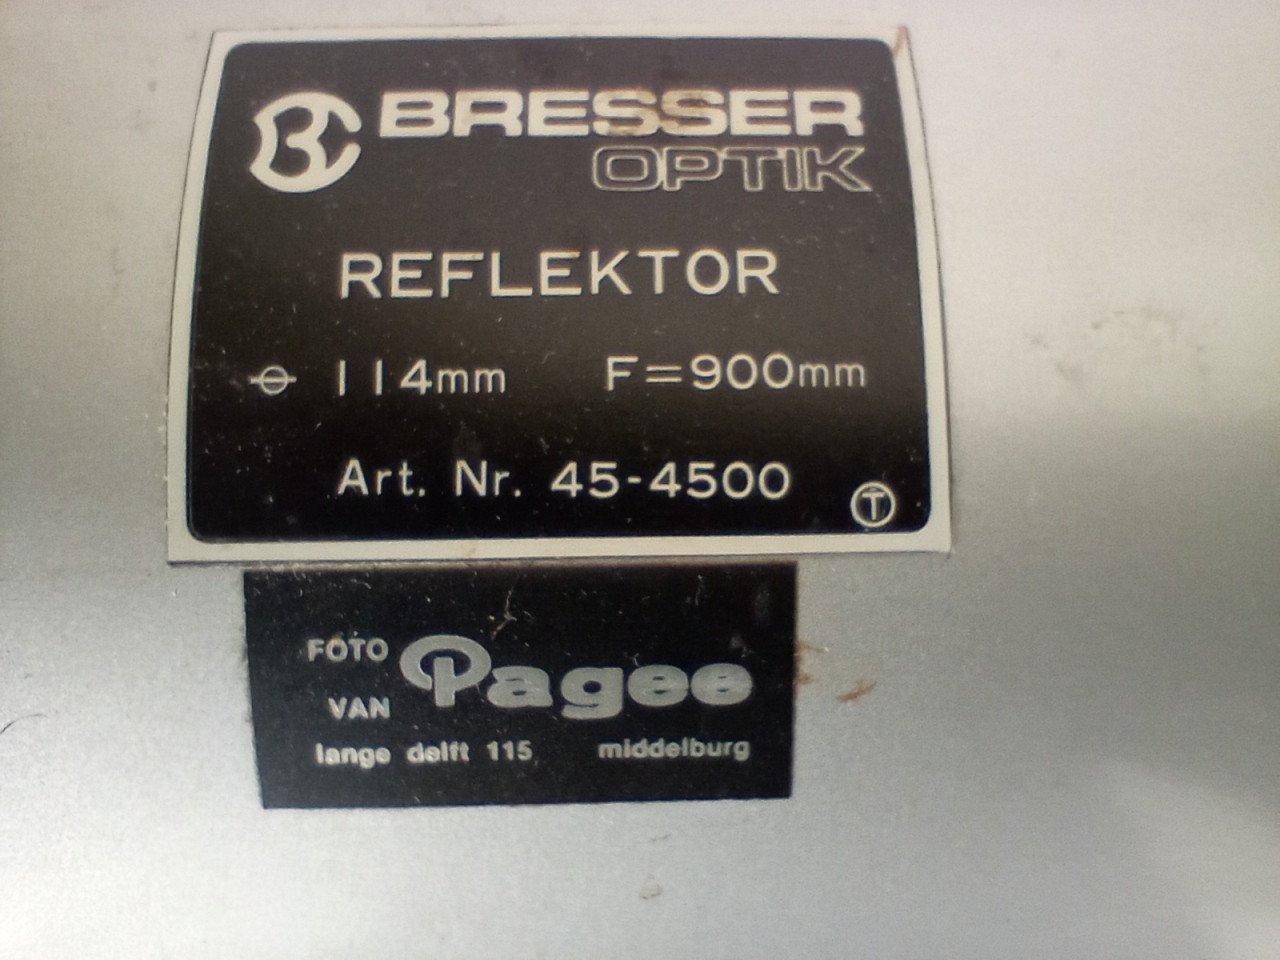 BRESSER
OPTIK
REFLEKTOR
⌀ 114mm F=900mm
Art. Nr. 45-4500
T
FOTO VAN Pagee
lange delft 115 middelburg